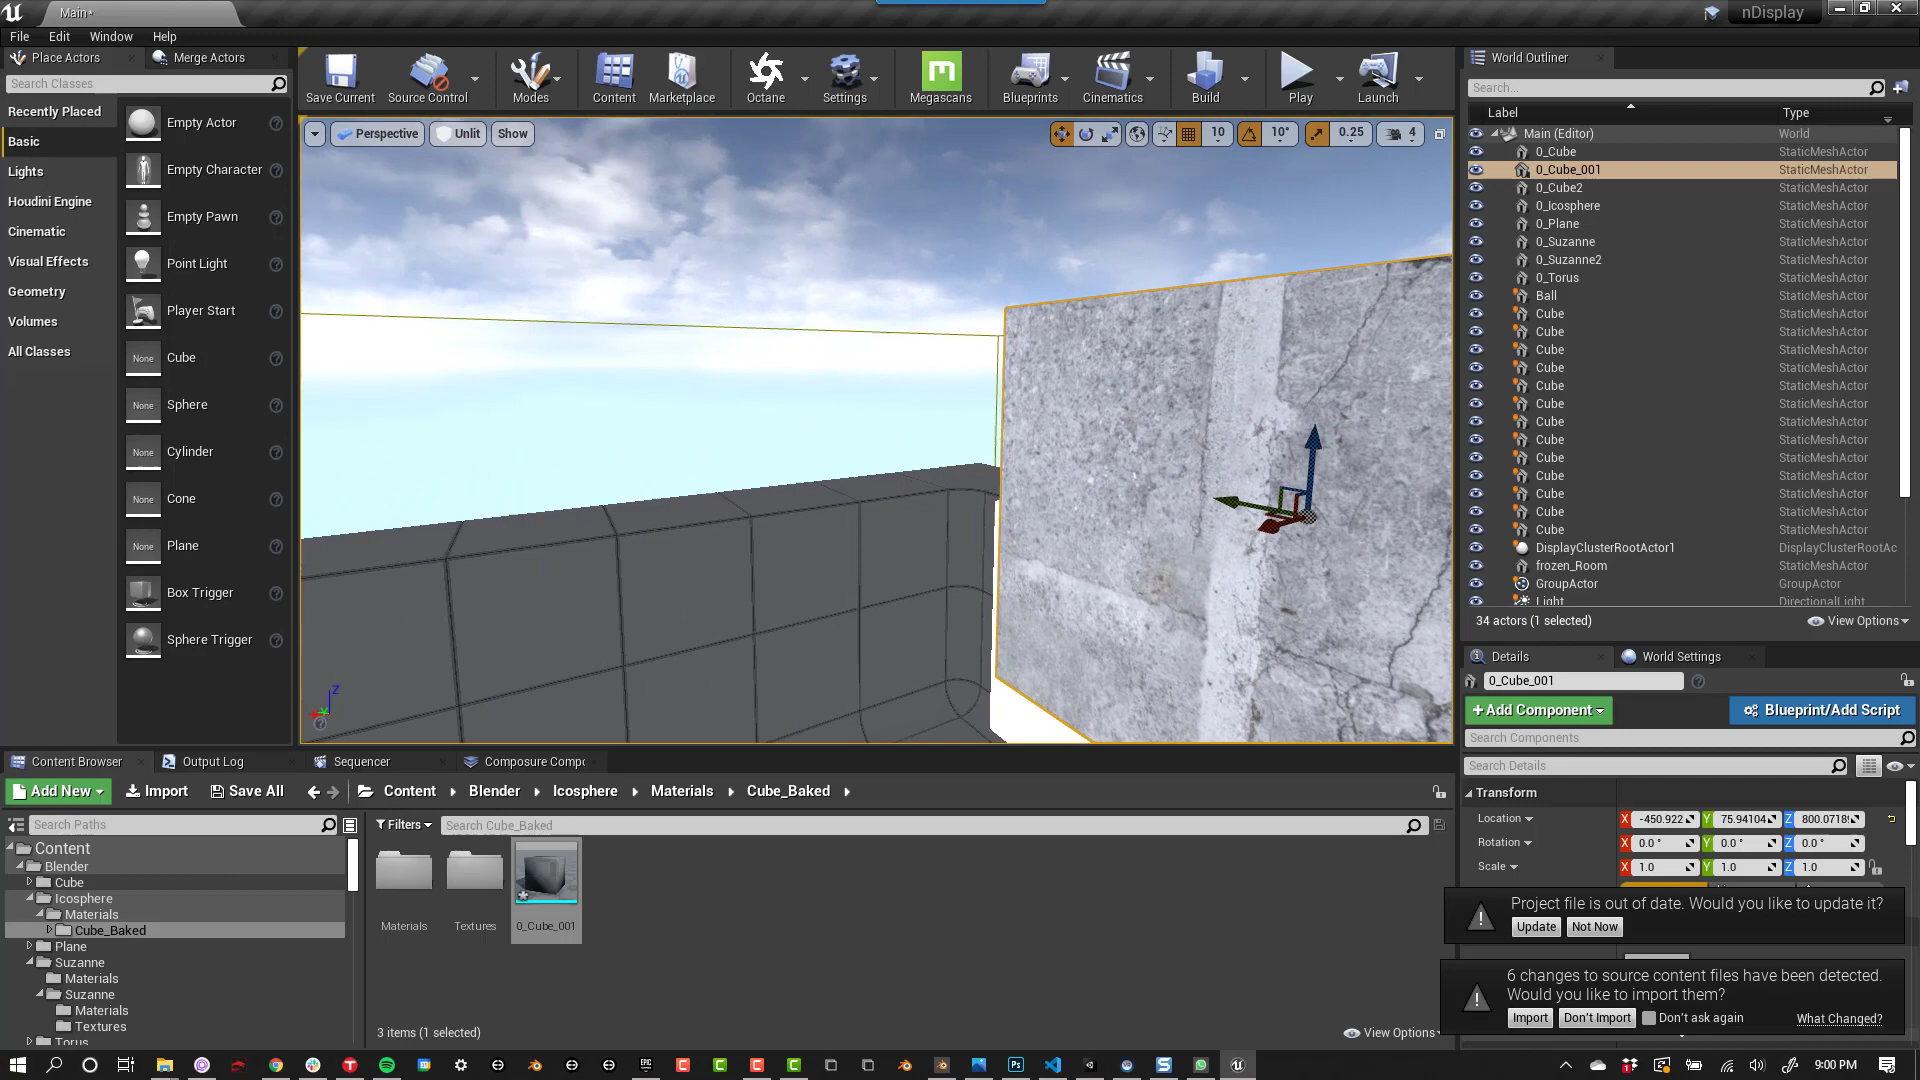 Main*
nDisplay
File Edit Window Help
Place Actors
Merge Actors
Search Classes
Recently Placed
Basic
Lights
Houdini Engine
Cinematic
Visual Effects
Geometry
Volumes
All Classes
Empty Actor
Empty Character
Empty Pawn
Point Light
Player Start
None Cube
None Sphere
None Cylinder
None Cone
None Plane
Box Trigger
Sphere Trigger
Save Current
Source Control
Modes
Content
Marketplace
Octane
Settings
Megascans
Blueprints
Cinematics
Build
Play
Launch
Perspective Unlit Show
10 10° 0.25 4
World Outliner
Search...
Label Type
Main (Editor) World
0_Cube StaticMeshActor
0_Cube_001 StaticMeshActor
0_Cube2 StaticMeshActor
0_Icosphere StaticMeshActor
0_Plane StaticMeshActor
0_Suzanne StaticMeshActor
0_Suzanne2 StaticMeshActor
0_Torus StaticMeshActor
Ball StaticMeshActor
Cube StaticMeshActor
Cube StaticMeshActor
Cube StaticMeshActor
Cube StaticMeshActor
Cube StaticMeshActor
Cube StaticMeshActor
Cube StaticMeshActor
Cube StaticMeshActor
Cube StaticMeshActor
Cube StaticMeshActor
Cube StaticMeshActor
Cube StaticMeshActor
Cube StaticMeshActor
DisplayClusterRootActor1 DisplayClusterRootAc
frozen_Room StaticMeshActor
GroupActor GroupActor
Light DirectionalLight
34 actors (1 selected)
View Options
Details
World Settings
0_Cube_001
+ Add Component
Blueprint/Add Script
Search Components
Search Details
Transform
Location X -450.922 Y 75.94104 Z 800.0718
Rotation X 0.0 ° Y 0.0 ° Z 0.0 °
Scale X 1.0 Y 1.0 Z 1.0
Project file is out of date. Would you like to update it?
Update Not Now
6 changes to source content files have been detected.
Would you like to import them?
Import Don't Import Don't ask again What Changed?
Z
Content Browser
Output Log
Sequencer
Composure Compo
Add New Import Save All
Content Blender Icosphere Materials Cube_Baked
Search Paths
Filters
Search Cube_Baked
Content
Blender
Cube
Icosphere
Materials
Cube_Baked
Plane
Suzanne
Materials
Suzanne
Materials
Textures
Torus
Materials
Textures
0_Cube_001
3 items (1 selected)
View Options
9:00 PM